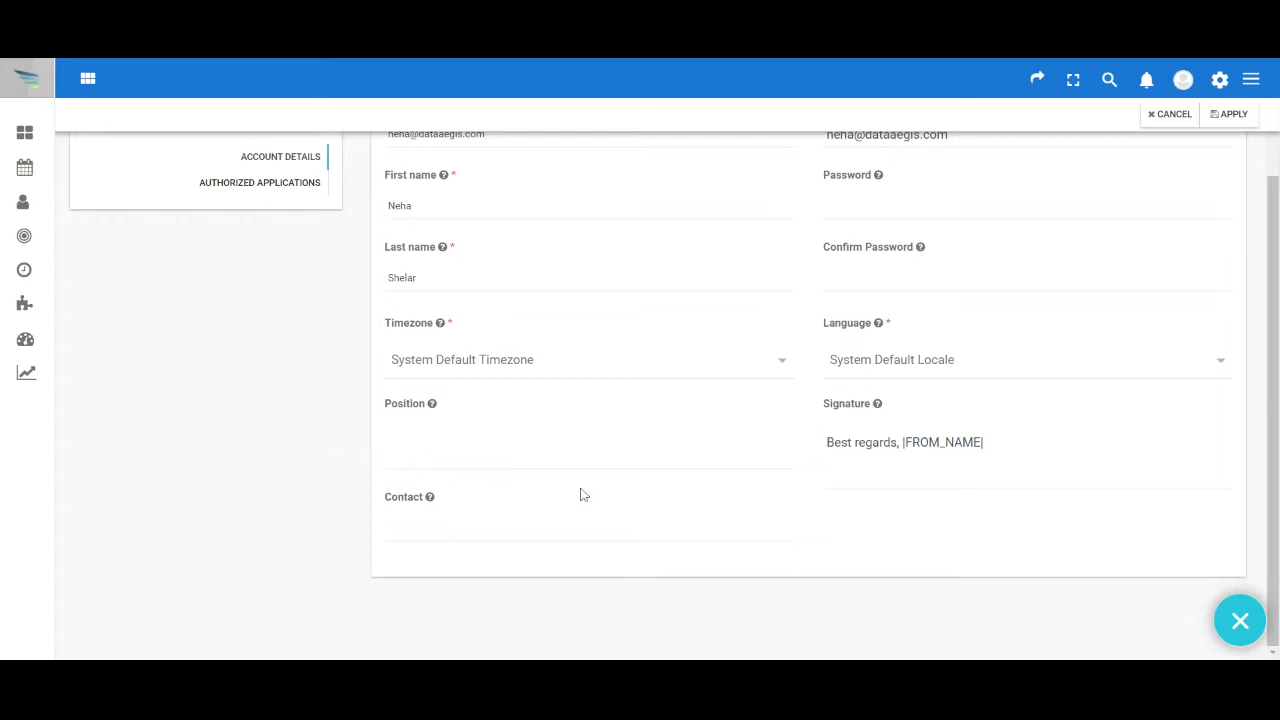 CANCEL
APPLY
ACCOUNT DETAILS
AUTHORIZED APPLICATIONS
neha@dataaegis.com
neha@dataaegis.com
First name *
Password
Neha
Last name *
Confirm Password
Shelar
Timezone *
Language *
System Default Timezone
System Default Locale
Position
Signature
Best regards, |FROM_NAME|
Contact